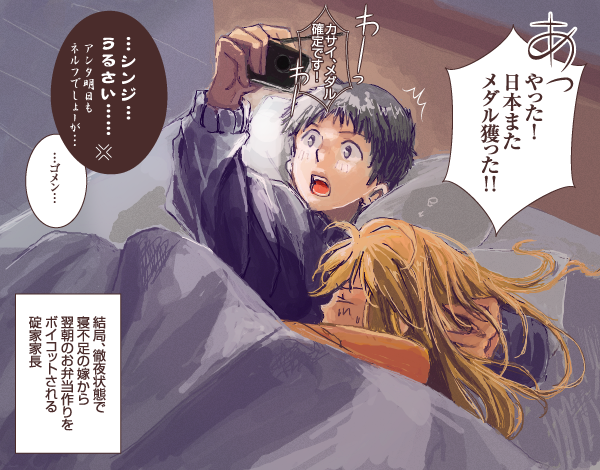 あっ
やった!
日本また
メダル獲った!!
わーっ
カサイ、メダル
確定です!
わ
…シンジ…
うるさい……
アンタ明日も
ネルフでしょーが…
…ゴメン…
結局、徹夜状態で
寝不足の嫁から
翌朝のお弁当作りを
ボイコットされる
碇家家長